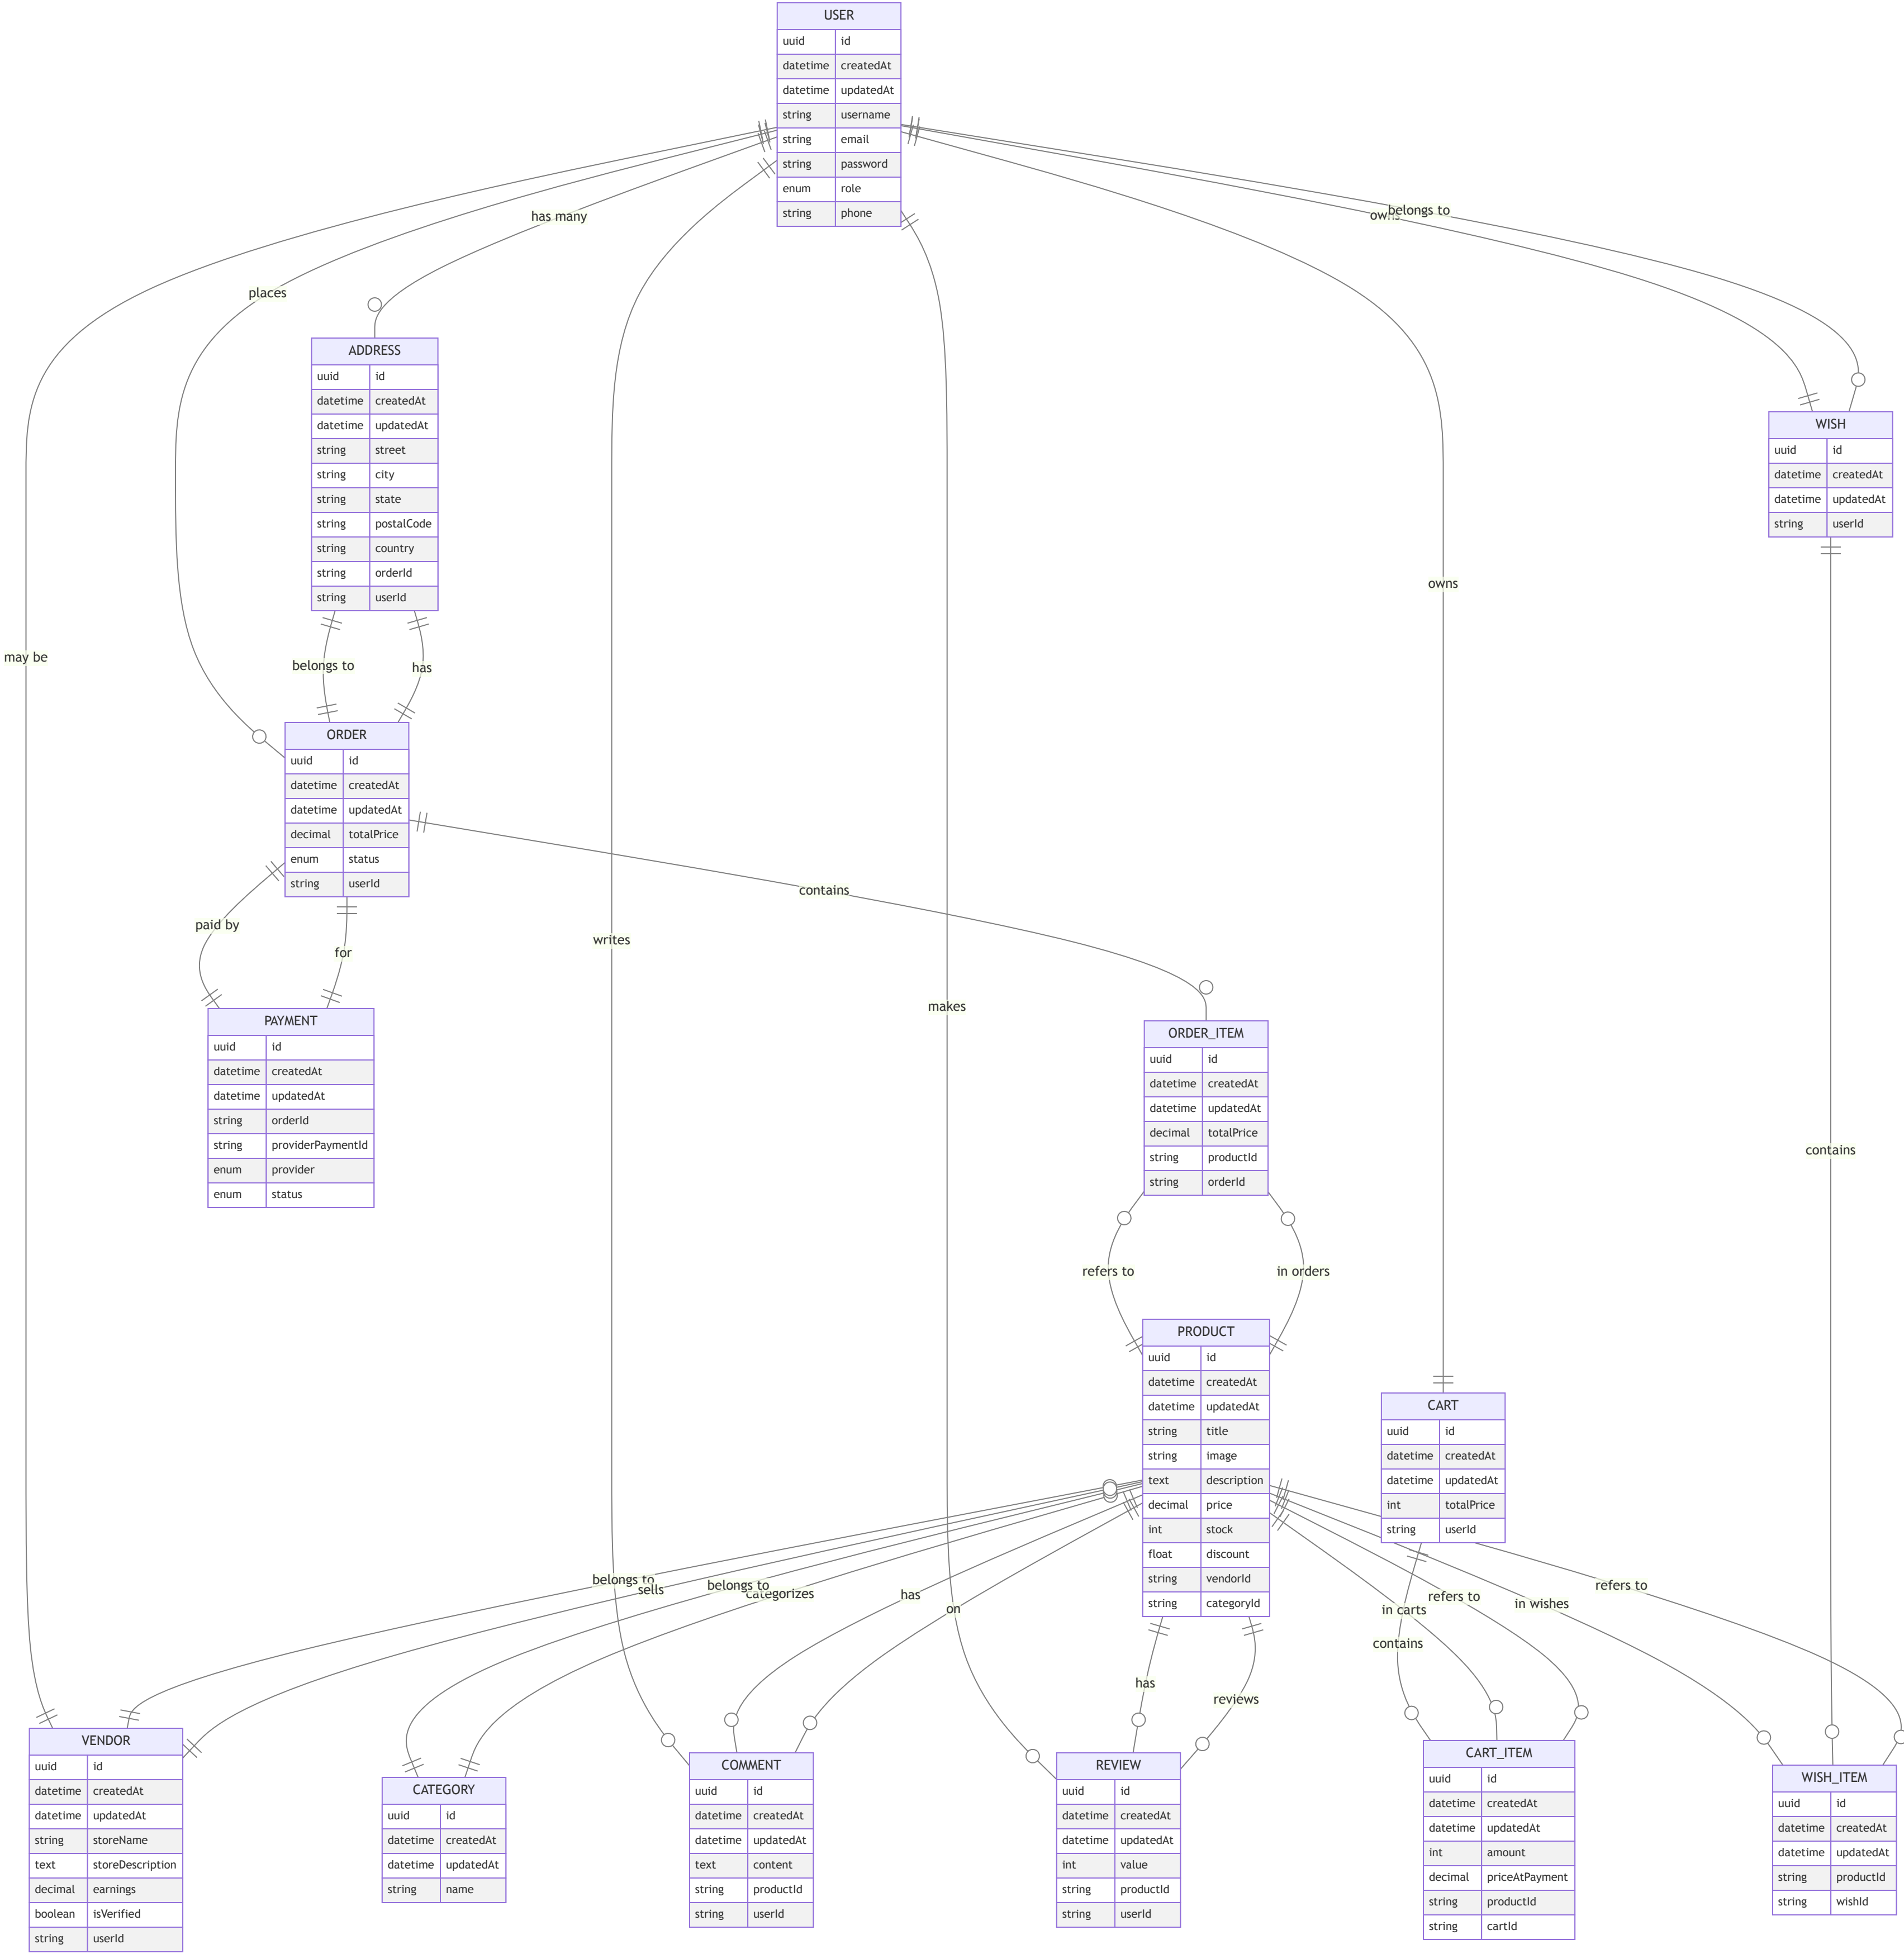 USER
uuid id
datetime createdAt
datetime updatedAt
string username
string email
string password
enum role
string phone
has many
owns
belongs to
places
ADDRESS
uuid id
datetime createdAt
datetime updatedAt
string street
string city
string state
string postalCode
string country
string orderId
string userId
WISH
uuid id
datetime createdAt
datetime updatedAt
string userId
owns
may be
belongs to
has
ORDER
uuid id
datetime createdAt
datetime updatedAt
decimal totalPrice
enum status
string userId
contains
paid by
for
writes
makes
PAYMENT
uuid id
datetime createdAt
datetime updatedAt
string orderId
string providerPaymentId
enum provider
enum status
ORDER_ITEM
uuid id
datetime createdAt
datetime updatedAt
decimal totalPrice
string productId
string orderId
contains
refers to
in orders
PRODUCT
uuid id
datetime createdAt
datetime updatedAt
string title
string image
text description
decimal price
int stock
float discount
string vendorId
string categoryId
CART
uuid id
datetime createdAt
datetime updatedAt
int totalPrice
string userId
belongs to
sells
belongs to
categorizes
has
on
in carts
refers to
in wishes
refers to
contains
has
reviews
VENDOR
uuid id
datetime createdAt
datetime updatedAt
string storeName
text storeDescription
decimal earnings
boolean isVerified
string userId
CATEGORY
uuid id
datetime createdAt
datetime updatedAt
string name
COMMENT
uuid id
datetime createdAt
datetime updatedAt
text content
string productId
string userId
REVIEW
uuid id
datetime createdAt
datetime updatedAt
int value
string productId
string userId
CART_ITEM
uuid id
datetime createdAt
datetime updatedAt
int amount
decimal priceAtPayment
string productId
string cartId
WISH_ITEM
uuid id
datetime createdAt
datetime updatedAt
string productId
string wishId